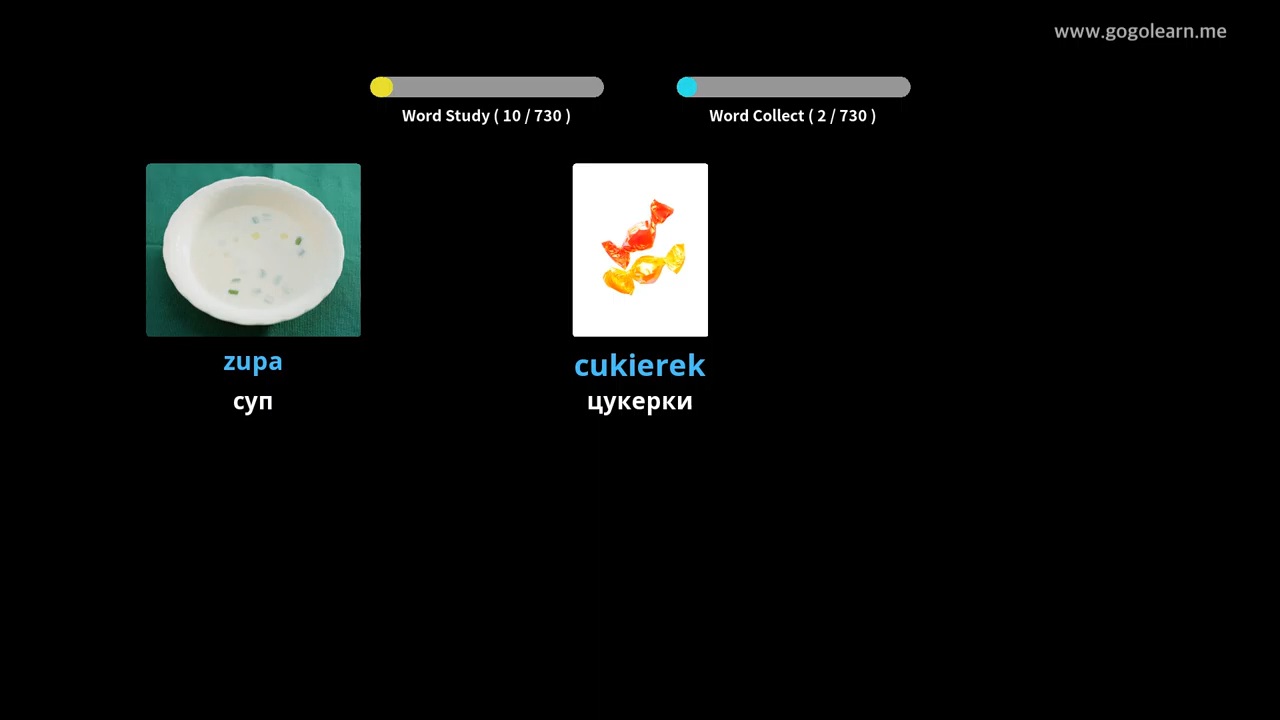 www.gogolearn.me
Word Study ( 10 / 730 )
Word Collect ( 2 / 730 )
zupa
суп
cukierek
цукерки